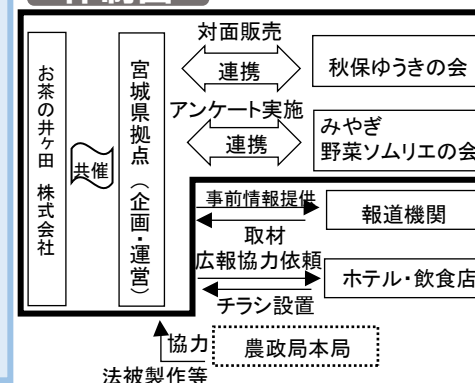 対面販売
連携
秋保ゆうきの会
アンケート実施
連携
みやぎ
野菜ソムリエの会
お茶の井ヶ田 株式会社
共催
宮城県拠点（企画・運営）
事前情報提供
取材
報道機関
広報協力依頼
チラシ設置
ホテル・飲食店
協力
法被製作等
農政局本局